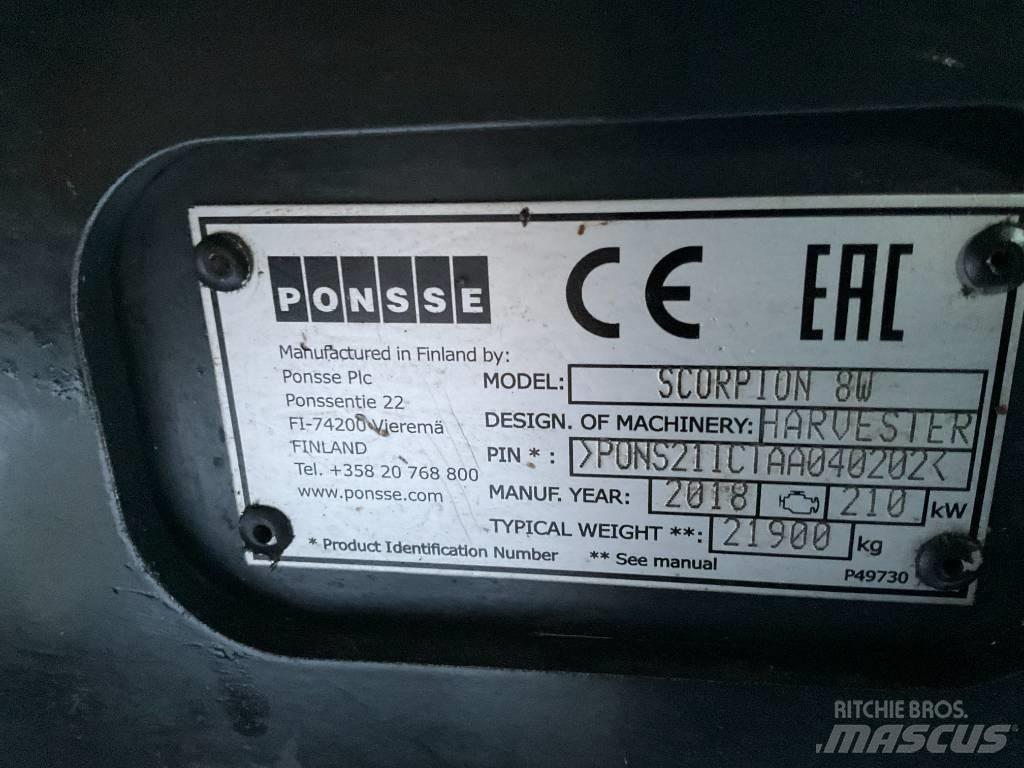 PONSSE
CE
EAC
Manufactured in Finland by:
Ponsse Plc
Ponssentie 22
FI-74200 Vieremä
FINLAND
Tel. +358 20 768 800
www.ponsse.com
MODEL: SCORPION 8W
DESIGN. OF MACHINERY: HARVESTER
PIN * :
MANUF. YEAR: 2018 210 kW
TYPICAL WEIGHT **: 21900 kg
* Product Identification Number ** See manual
P49730
RITCHIE BROS.
MASCUS